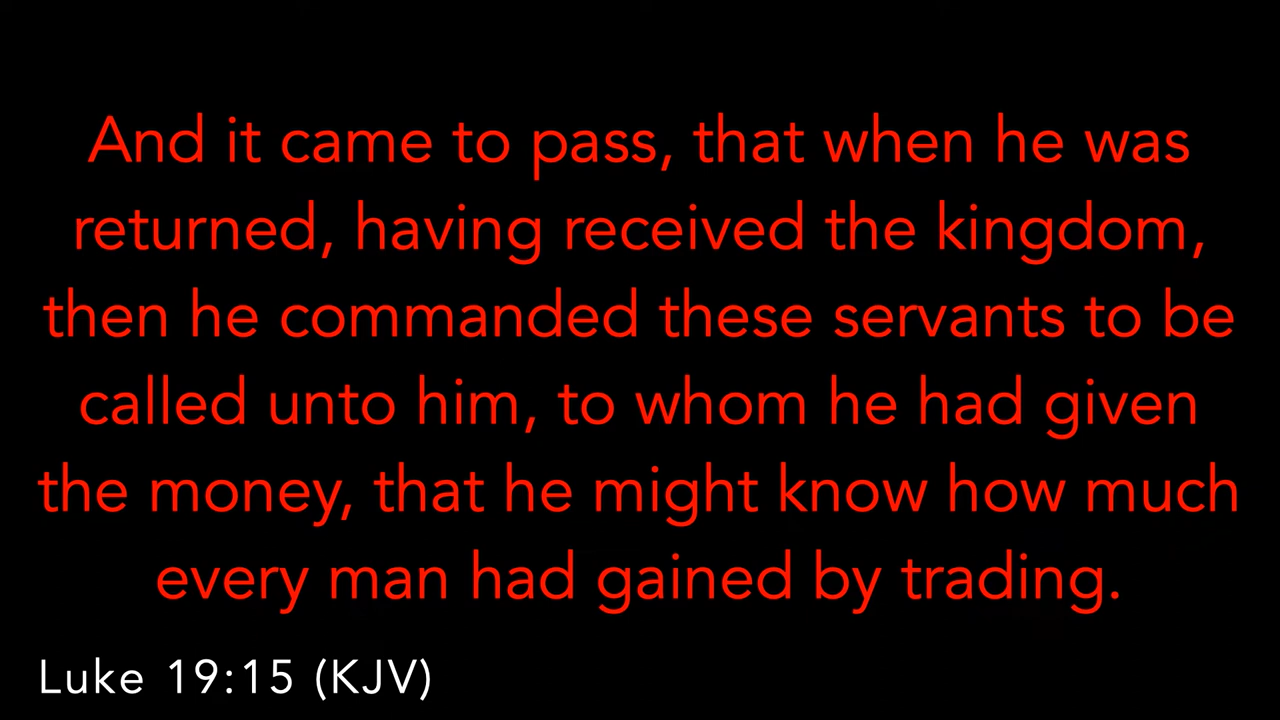 And it came to pass, that when he was
returned, having received the kingdom,
then he commanded these servants to be
called unto him, to whom he had given
the money, that he might know how much
every man had gained by trading.
Luke 19:15 (KJV)